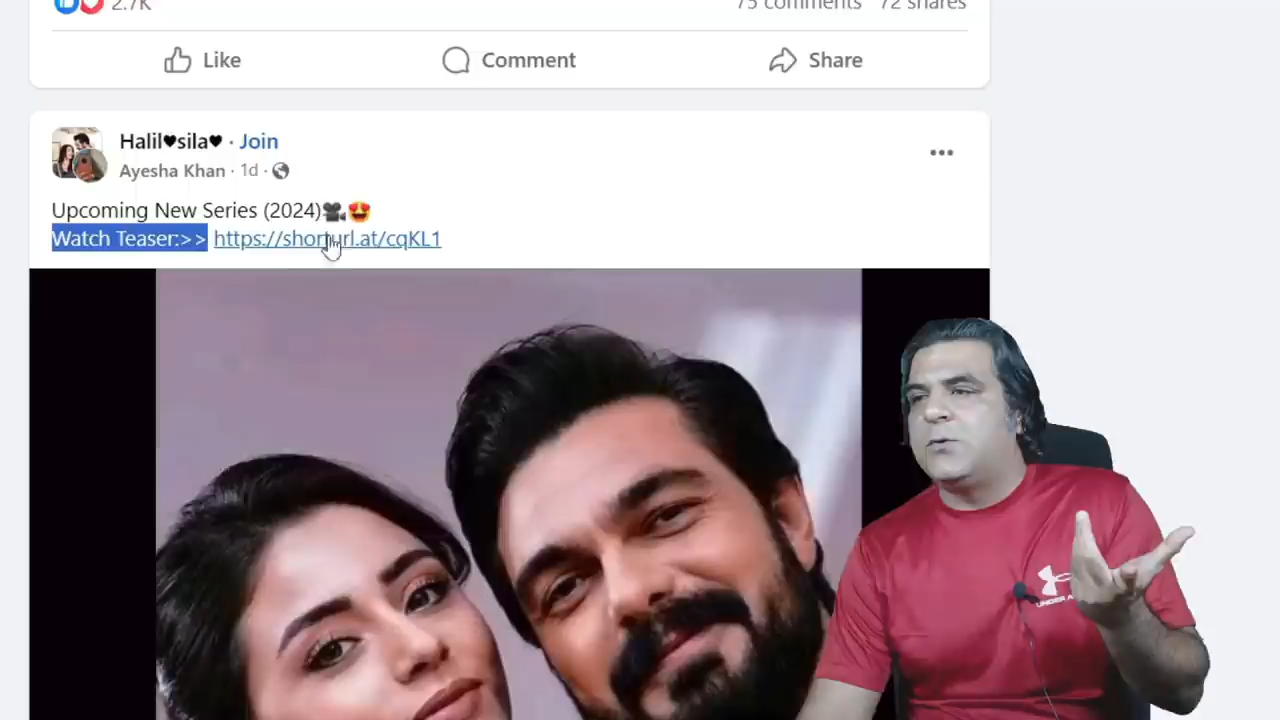 2.7K
75 comments 72 shares
Like
Comment
Share
Halil♥sila♥ · Join
Ayesha Khan · 1d ·
Upcoming New Series (2024)🎥😍
Watch Teaser:>> https://shorturl.at/cqKL1
UNDER A